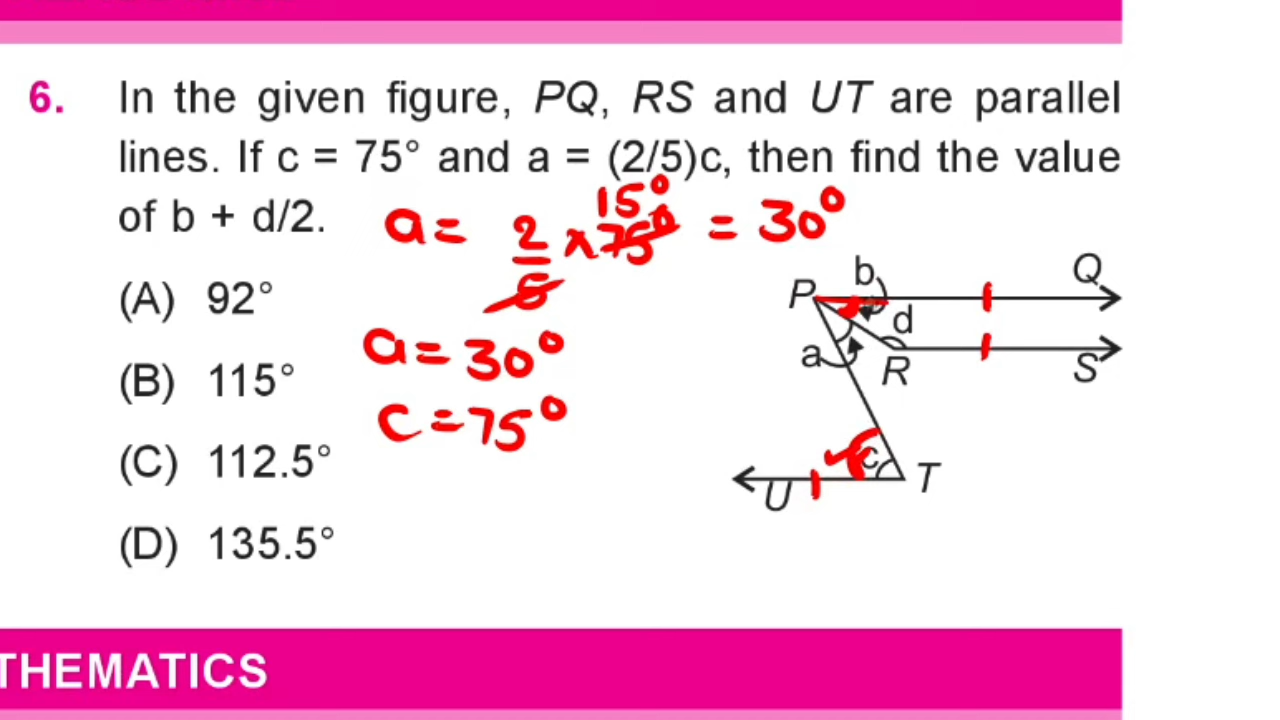 6. In the given figure, PQ, RS and UT are parallel
lines. If c = 75° and a = (2/5)c, then find the value
of b + d/2.
a = 2/5 × 75° 15° = 30°
(A) 92°
a = 30°
(B) 115°
c = 75°
(C) 112.5°
(D) 135.5°
P b Q
d
a R S
c
U T
THEMATICS